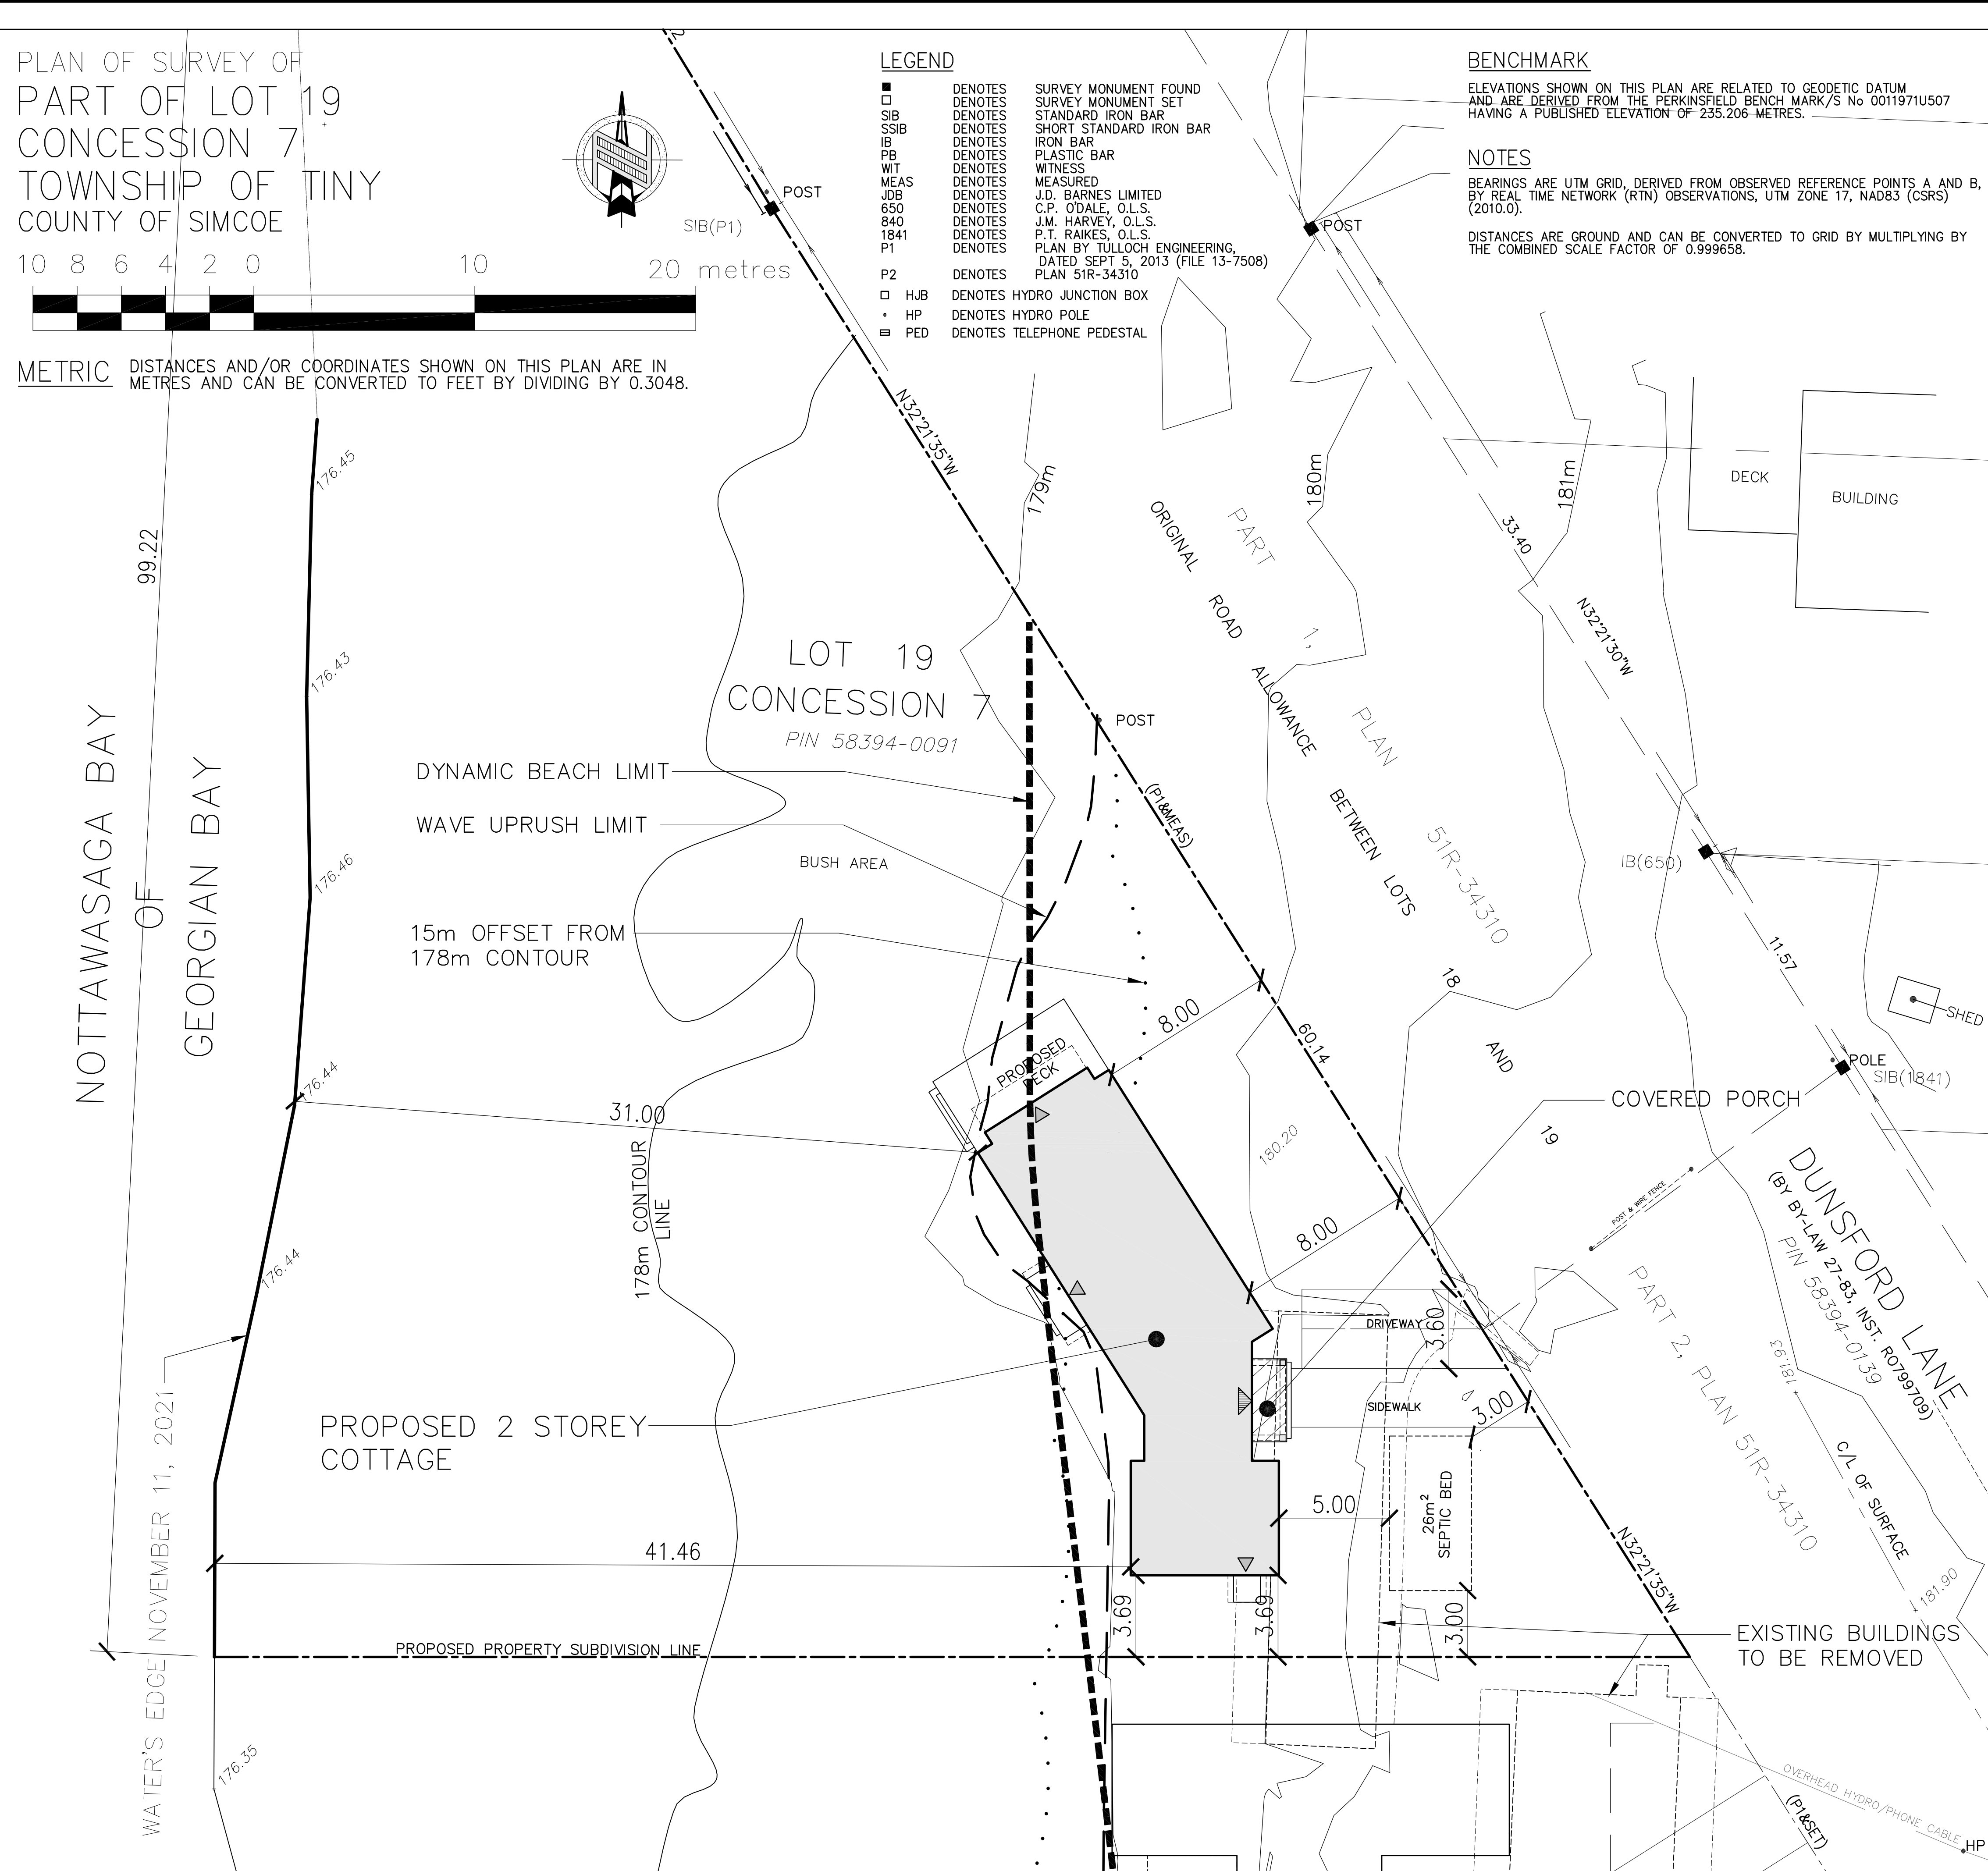 PLAN OF SURVEY OF
PART OF LOT 19
CONCESSION 7
TOWNSHIP OF TINY
COUNTY OF SIMCOE
10 8 6 4 2 0 10 20 metres
METRIC
DISTANCES AND/OR COORDINATES SHOWN ON THIS PLAN ARE IN
METRES AND CAN BE CONVERTED TO FEET BY DIVIDING BY 0.3048.
LEGEND
DENOTES SURVEY MONUMENT FOUND
DENOTES SURVEY MONUMENT SET
SIB DENOTES STANDARD IRON BAR
SSIB DENOTES SHORT STANDARD IRON BAR
IB DENOTES IRON BAR
PB DENOTES PLASTIC BAR
WIT DENOTES WITNESS
MEAS DENOTES MEASURED
JDB DENOTES J.D. BARNES LIMITED
650 DENOTES C.P. O'DALE, O.L.S.
840 DENOTES J.M. HARVEY, O.L.S.
1841 DENOTES P.T. RAIKES, O.L.S.
P1 DENOTES PLAN BY TULLOCH ENGINEERING,
DATED SEPT 5, 2013 (FILE 13-7508)
P2 DENOTES PLAN 51R-34310
HJB DENOTES HYDRO JUNCTION BOX
HP DENOTES HYDRO POLE
PED DENOTES TELEPHONE PEDESTAL
BENCHMARK
ELEVATIONS SHOWN ON THIS PLAN ARE RELATED TO GEODETIC DATUM
AND ARE DERIVED FROM THE PERKINSFIELD BENCH MARK/S No 0011971U507
HAVING A PUBLISHED ELEVATION OF 235.206 METRES.
NOTES
BEARINGS ARE UTM GRID, DERIVED FROM OBSERVED REFERENCE POINTS A AND B,
BY REAL TIME NETWORK (RTN) OBSERVATIONS, UTM ZONE 17, NAD83 (CSRS)
(2010.0).
DISTANCES ARE GROUND AND CAN BE CONVERTED TO GRID BY MULTIPLYING BY
THE COMBINED SCALE FACTOR OF 0.999658.
POST
SIB(P1)
POST
N32°21'35"W
179m
180m
181m
DECK
BUILDING
176.45
99.22
33.40
N32°21'30"W
ORIGINAL ROAD ALLOWANCE BETWEEN LOTS 18 AND 19
PART 1, PLAN 51R-34310
LOT 19
CONCESSION 7
PIN 58394-0091
176.43
POST
DYNAMIC BEACH LIMIT
WAVE UPRUSH LIMIT
(P1&MEAS)
BUSH AREA
176.46
IB(650)
NOTTAWASAGA BAY
OF
GEORGIAN BAY
15m OFFSET FROM
178m CONTOUR
11.57
SHED
8.00
60.14
PROPOSED
DECK
POLE
SIB(1841)
176.44
31.00
COVERED PORCH
180.20
178m CONTOUR
LINE
POST & WIRE FENCE
8.00
DUNSFORD LANE
(BY BY-LAW 27-83, INST. RO799709)
PIN 58394-0139
176.44
PART 2, PLAN 51R-34310
DRIVEWAY
3.60
181.93
SIDEWALK
3.00
WATER'S EDGE NOVEMBER 11, 2021
PROPOSED 2 STOREY
COTTAGE
C/L OF SURFACE
5.00
26m²
SEPTIC BED
41.46
N32°21'35"W
181.90
3.69
3.69
3.00
PROPOSED PROPERTY SUBDIVISION LINE
EXISTING BUILDINGS
TO BE REMOVED
176.35
OVERHEAD HYDRO/PHONE CABLE
(P1&SET)
HP